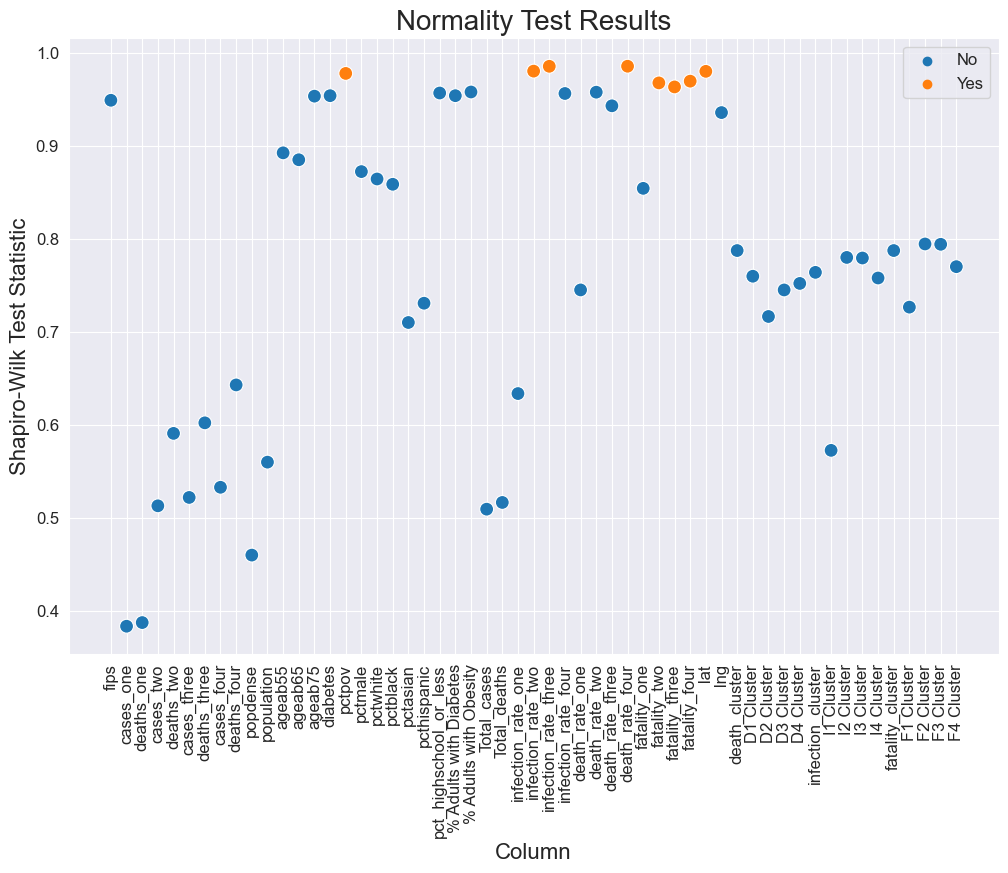 Normality Test Results
No
Yes
1.0
0.9
0.8
0.7
0.6
0.5
0.4
Shapiro-Wilk Test Statistic
fips
cases_one
deaths_one
cases_two
deaths_two
cases_three
deaths_three
cases_four
deaths_four
popdense
population
ageab55
ageab65
ageab75
diabetes
pctpov
pctmale
pctwhite
pctblack
pctasian
pcthispanic
pct_highschool_or_less
% Adults with Diabetes
% Adults with Obesity
Total_cases
Total_deaths
infection_rate_one
infection_rate_two
infection_rate_three
infection_rate_four
death_rate_one
death_rate_two
death_rate_three
death_rate_four
fatality_one
fatality_two
fatality_three
fatality_four
lat
lng
death_cluster
D1 Cluster
D2 Cluster
D3 Cluster
D4 Cluster
infection_cluster
I1 Cluster
I2 Cluster
I3 Cluster
I4 Cluster
fatality_cluster
F1 Cluster
F2 Cluster
F3 Cluster
F4 Cluster
Column